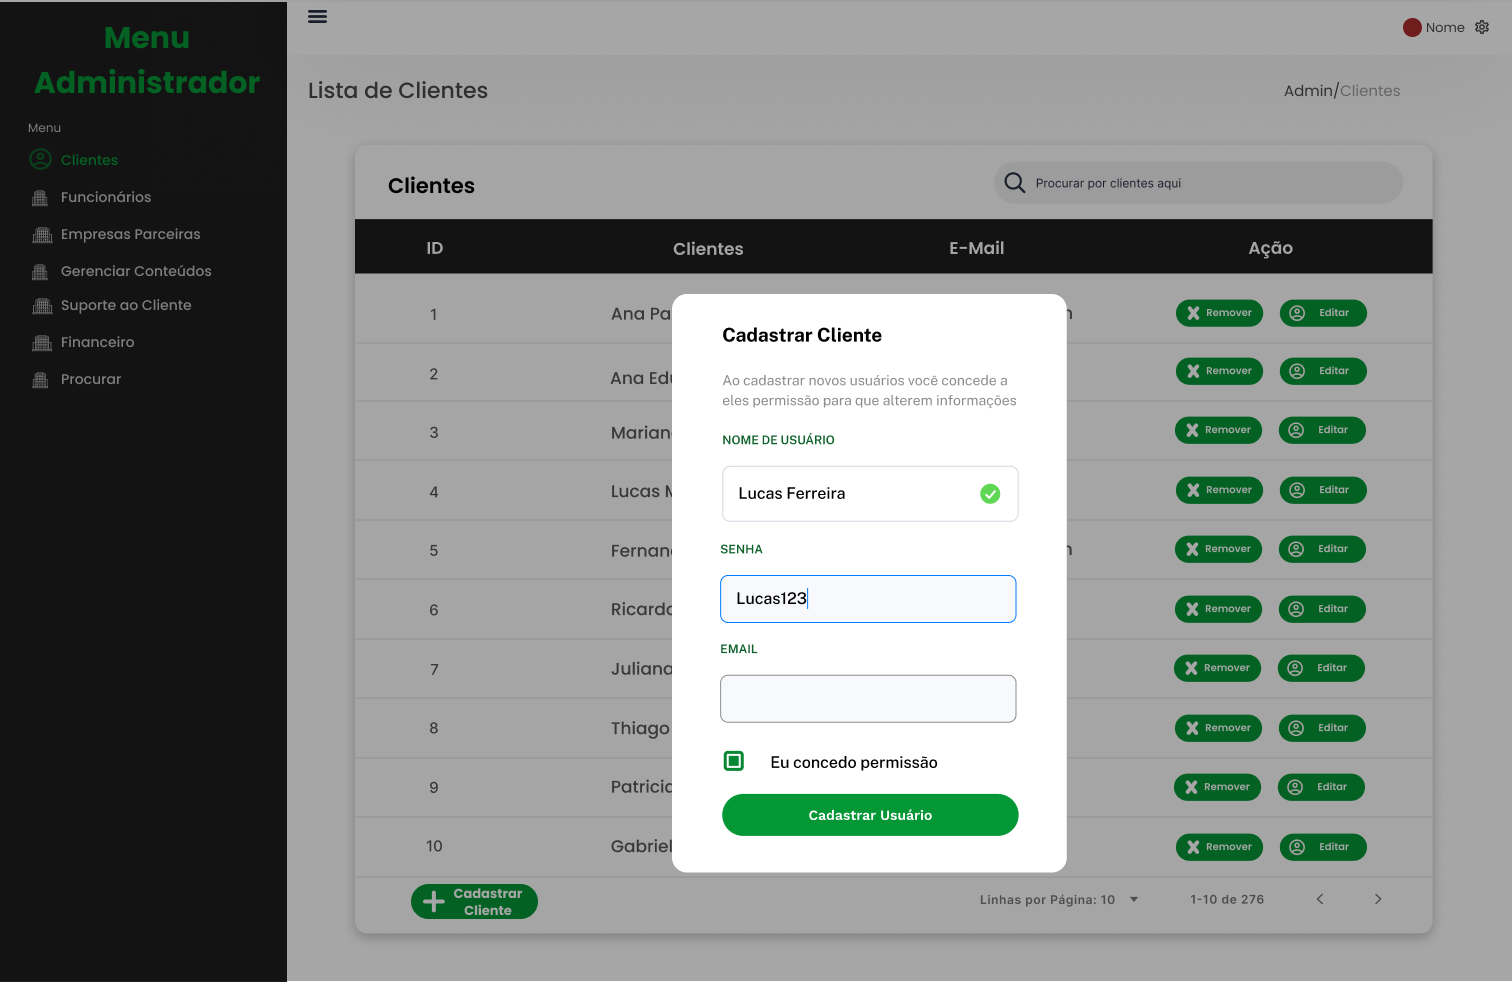 Menu
Administrador
Menu
Clientes
Funcionários
Empresas Parceiras
Gerenciar Conteúdos
Suporte ao Cliente
Financeiro
Procurar
Nome
Lista de Clientes
Admin/Clientes
Clientes
Procurar por clientes aqui
ID Clientes E-Mail Ação
1 Ana Pa Remover Editar
2 Ana Edu Remover Editar
3 Marian Remover Editar
4 Lucas M Remover Editar
5 Fernan Remover Editar
6 Ricardo Remover Editar
7 Juliana Remover Editar
8 Thiago Remover Editar
9 Patricia Remover Editar
10 Gabriel Remover Editar
Cadastrar
Cliente
Linhas por Página: 10 1-10 de 276
Cadastrar Cliente
Ao cadastrar novos usuários você concede a
eles permissão para que alterem informações
NOME DE USUÁRIO
Lucas Ferreira
SENHA
Lucas123
EMAIL
Eu concedo permissão
Cadastrar Usuário